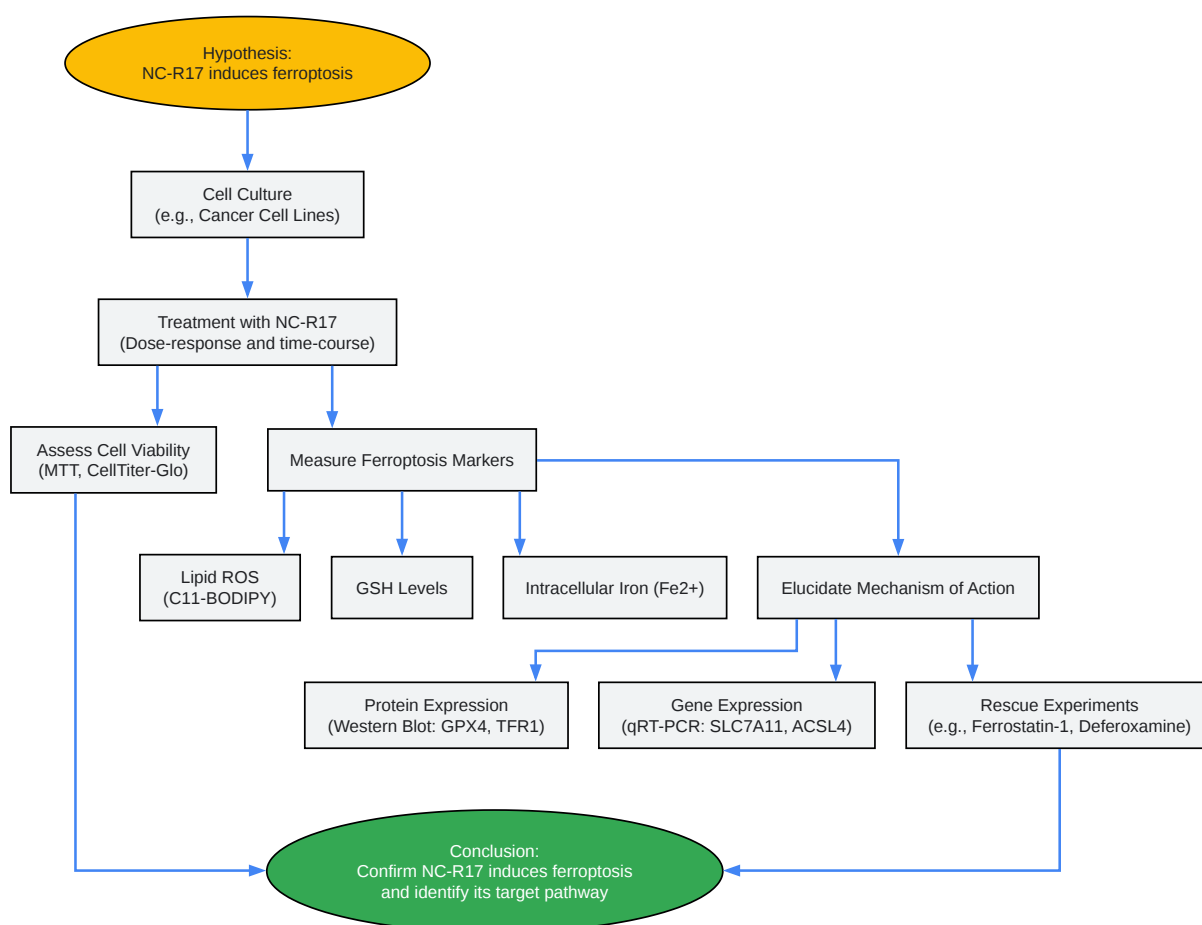 Hypothesis:
NC-R17 induces ferroptosis
Cell Culture
(e.g., Cancer Cell Lines)
Treatment with NC-R17
(Dose-response and time-course)
Assess Cell Viability
(MTT, CellTiter-Glo)
Measure Ferroptosis Markers
Lipid ROS
(C11-BODIPY)
GSH Levels
Intracellular Iron (Fe2+)
Elucidate Mechanism of Action
Protein Expression
(Western Blot: GPX4, TFR1)
Gene Expression
(qRT-PCR: SLC7A11, ACSL4)
Rescue Experiments
(e.g., Ferrostatin-1, Deferoxamine)
Conclusion:
Confirm NC-R17 induces ferroptosis
and identify its target pathway